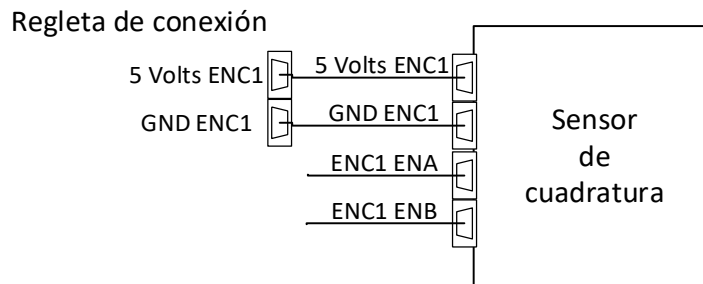 Regleta de conexión
5 Volts ENC1
5 Volts ENC1
GND ENC1
GND ENC1
ENC1 ENA
ENC1 ENB
Sensor
de
cuadratura